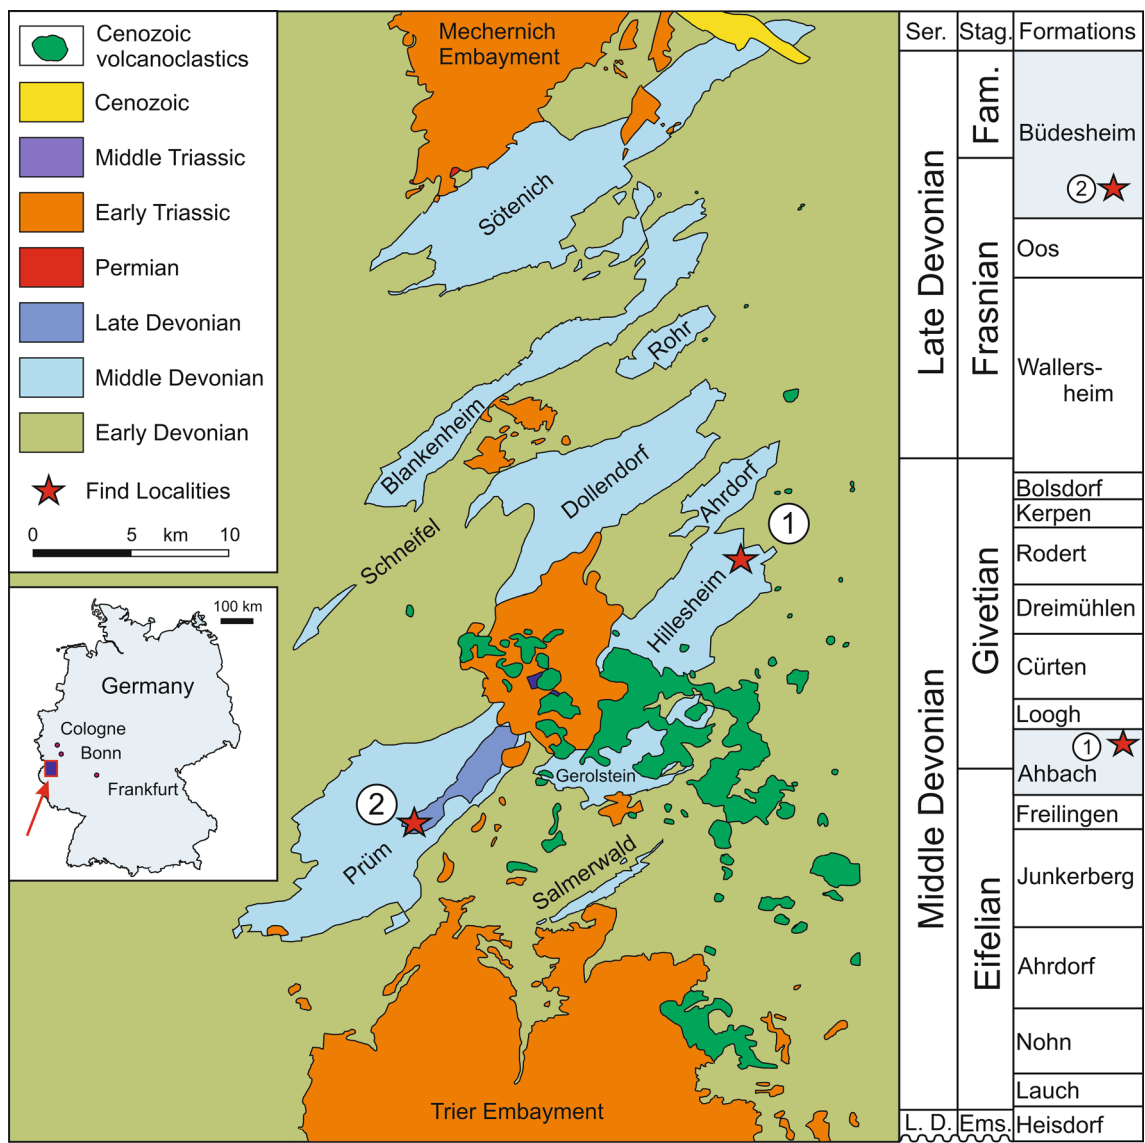 Cenozoic
volcanoclastics
Cenozoic
Middle Triassic
Early Triassic
Permian
Late Devonian
Middle Devonian
Early Devonian
Find Localities
0 5 km 10
100 km
Germany
Cologne
Bonn
Frankfurt
Mechernich
Embayment
Sötenich
Rohr
Blankenheim
Dollendorf
Ahrdorf
1
Schneifel
Hillesheim
Gerolstein
2
Prüm
Salmerwald
Trier Embayment
Ser. Stag. Formations
Late Devonian
Middle Devonian
L. D.
Fam.
Frasnian
Givetian
Eifelian
Ems.
Büdesheim
2
Oos
Wallers-
heim
Bolsdorf
Kerpen
Rodert
Dreimühlen
Cürten
Loogh
1
Ahbach
Freilingen
Junkerberg
Ahrdorf
Nohn
Lauch
Heisdorf